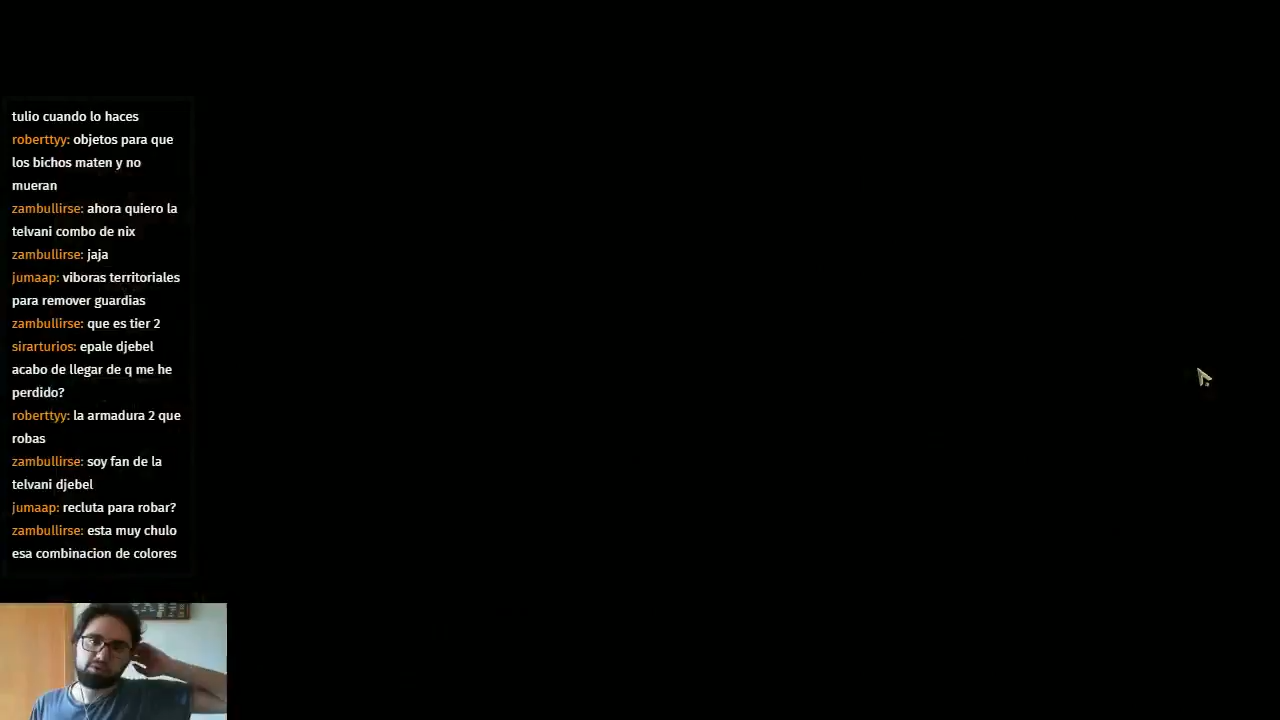 tulio cuando lo haces
roberttyy: objetos para que
los bichos maten y no
mueran
zambullirse: ahora quiero la
telvani combo de nix
zambullirse: jaja
jumaap: viboras territoriales
para remover guardias
zambullirse: que es tier 2
sirarturios: epale djebel
acabo de llegar de q me he
perdido?
roberttyy: la armadura 2 que
robas
zambullirse: soy fan de la
telvani djebel
jumaap: recluta para robar?
zambullirse: esta muy chulo
esa combinacion de colores